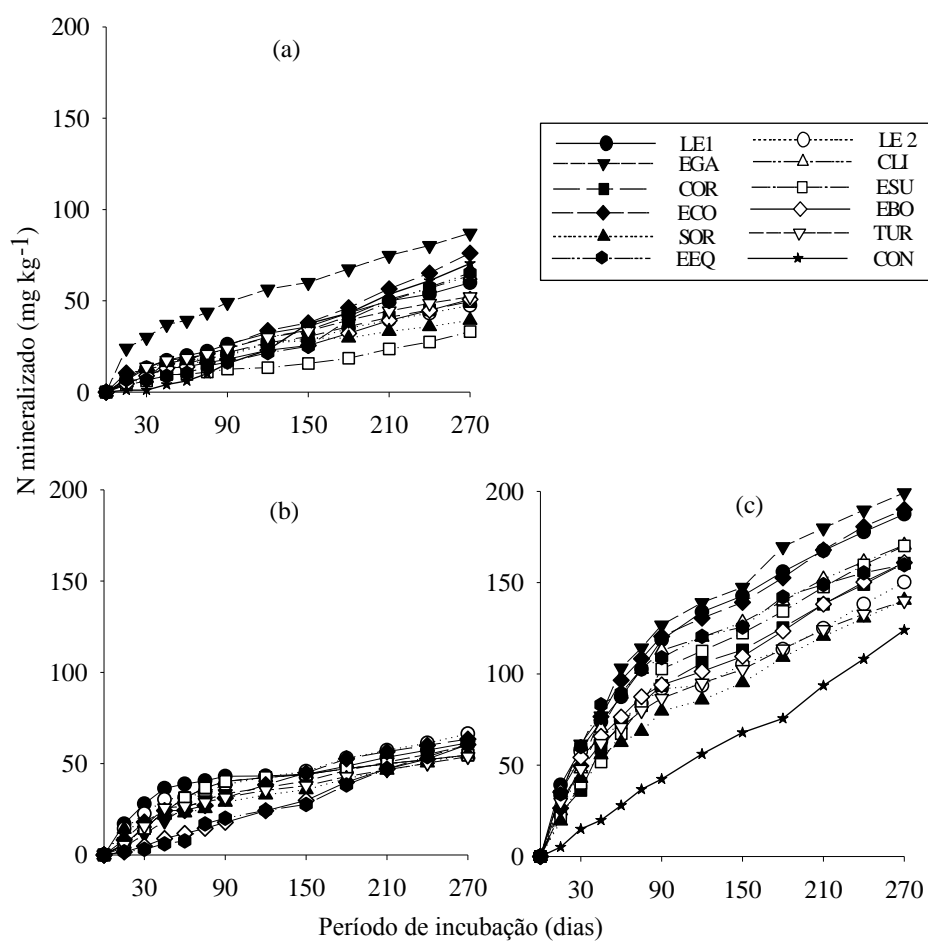 N mineralizado (mg kg-1)
200
150
100
50
0
(a)
30 90 150 210 270
LE1 LE 2
EGA CLI
COR ESU
ECO EBO
SOR TUR
EEQ CON
200
150
100
50
0
(b)
30 90 150 210 270
200
150
100
50
0
(c)
30 90 150 210 270
Período de incubação (dias)